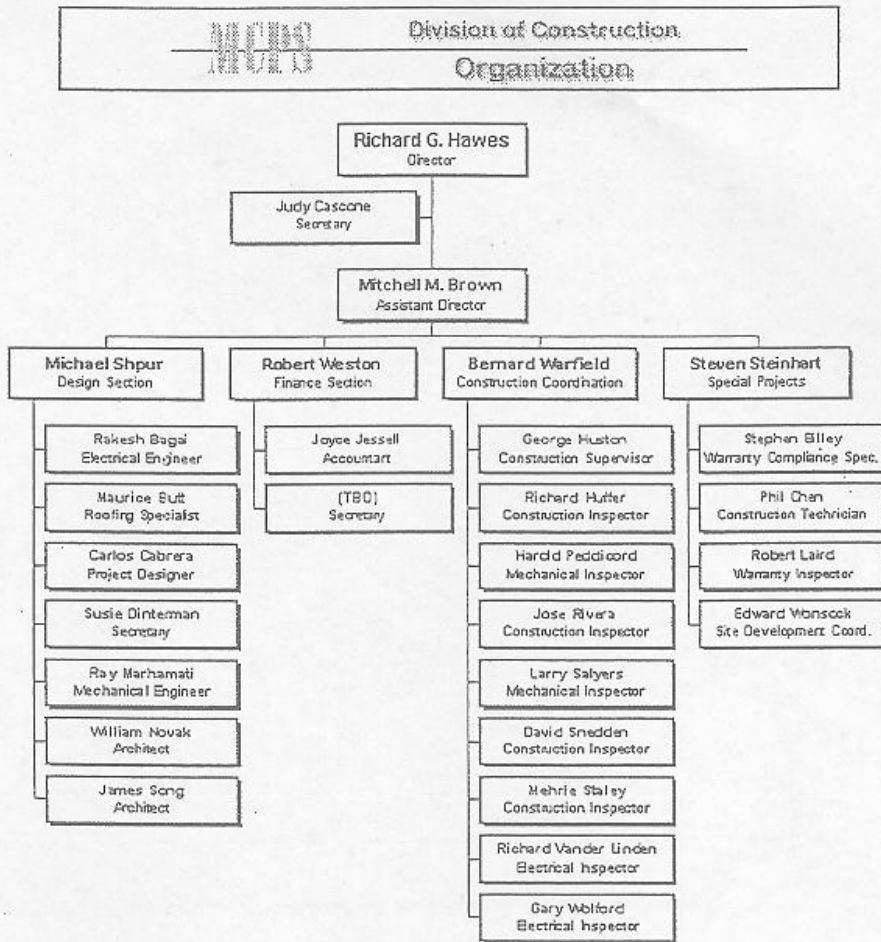 MCPS
Division of Construction
Organization
Richard G. Hawes
Director
Judy Cascone
Secretary
Mitchell M. Brown
Assistant Director
Michael Shpur
Design Section
Rakesh Bagai
Electrical Engineer
Maurice Butt
Roofing Specialist
Carlos Cabrera
Project Designer
Susie Dinterman
Secretary
Ray Marhamati
Mechanical Engineer
William Novak
Architect
James Song
Architect
Robert Weston
Finance Section
Joyce Jessell
Accountant
(TBD)
Secretary
Bernard Warfield
Construction Coordination
George Huston
Construction Supervisor
Richard Huffer
Construction Inspector
Harold Peddicord
Mechanical Inspector
Jose Rivera
Construction Inspector
Larry Salyers
Mechanical Inspector
David Snedden
Construction Inspector
Mehrle Staley
Construction Inspector
Richard Vander Linden
Electrical Inspector
Gary Wolford
Electrical Inspector
Steven Steinhart
Special Projects
Stephen Billey
Warranty Compliance Spec.
Phil Chen
Construction Technician
Robert Laird
Warranty Inspector
Edward Wonsock
Site Development Coord.